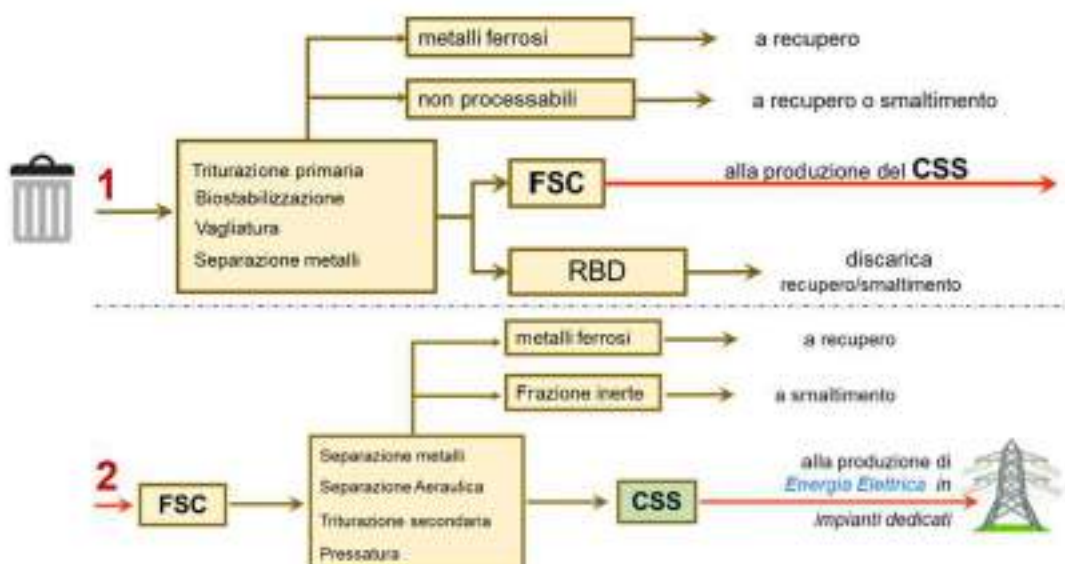 metalli ferrosi
a recupero
non processabili
a recupero o smaltimento
1
Triturazione primaria
Biostabilizzazione
Vagliatura
Separazione metalli
FSC
alla produzione del CSS
RBD
discarica
recupero/smaltimento
metalli ferrosi
a recupero
Frazione inerte
a smaltimento
2
FSC
Separazione metalli
Separazione Aeraulica
Triturazione secondaria
Pressatura
CSS
alla produzione di
Energia Elettrica in
Impianti dedicati